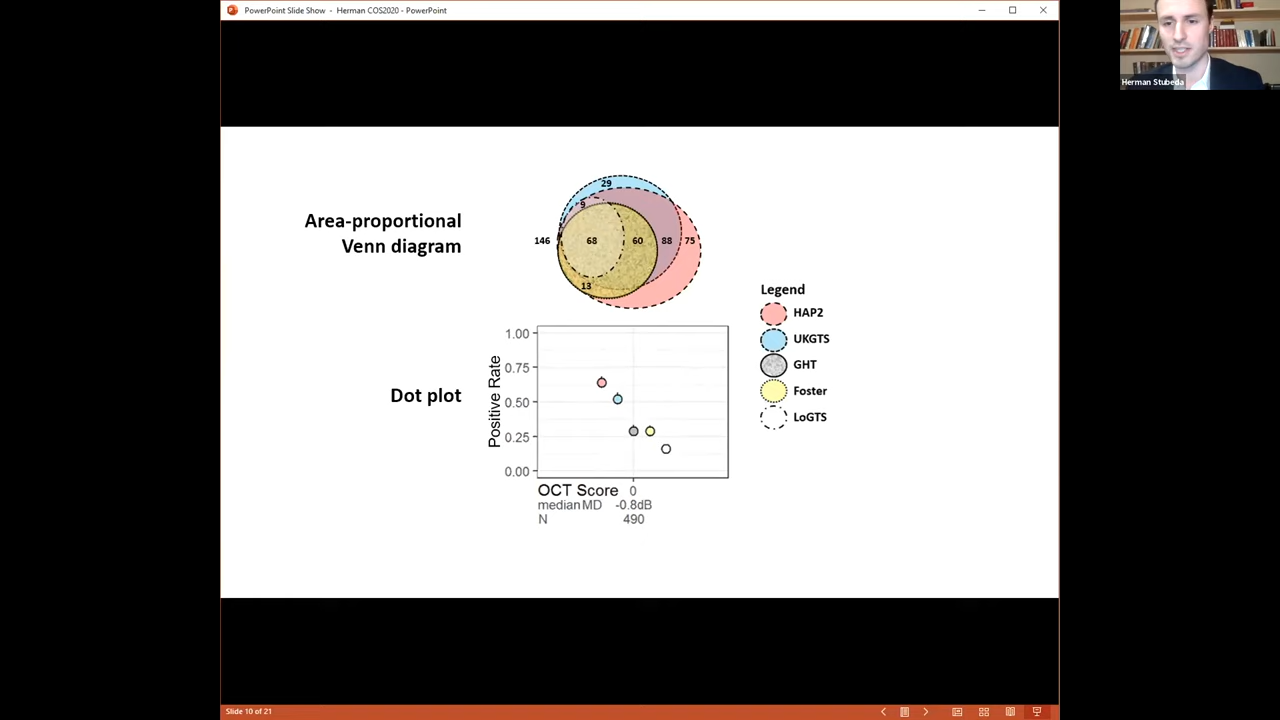 PowerPoint Slide Show - Herman COS2020 - PowerPoint
Herman Stubeda
Area-proportional
Venn diagram
29
9
146
68
60
88
75
13
Legend
HAP2
UKGTS
GHT
Foster
LoGTS
Dot plot
Positive Rate
1.00
0.75
0.50
0.25
0.00
OCT Score 0
median MD -0.8dB
N 490
Slide 10 of 21